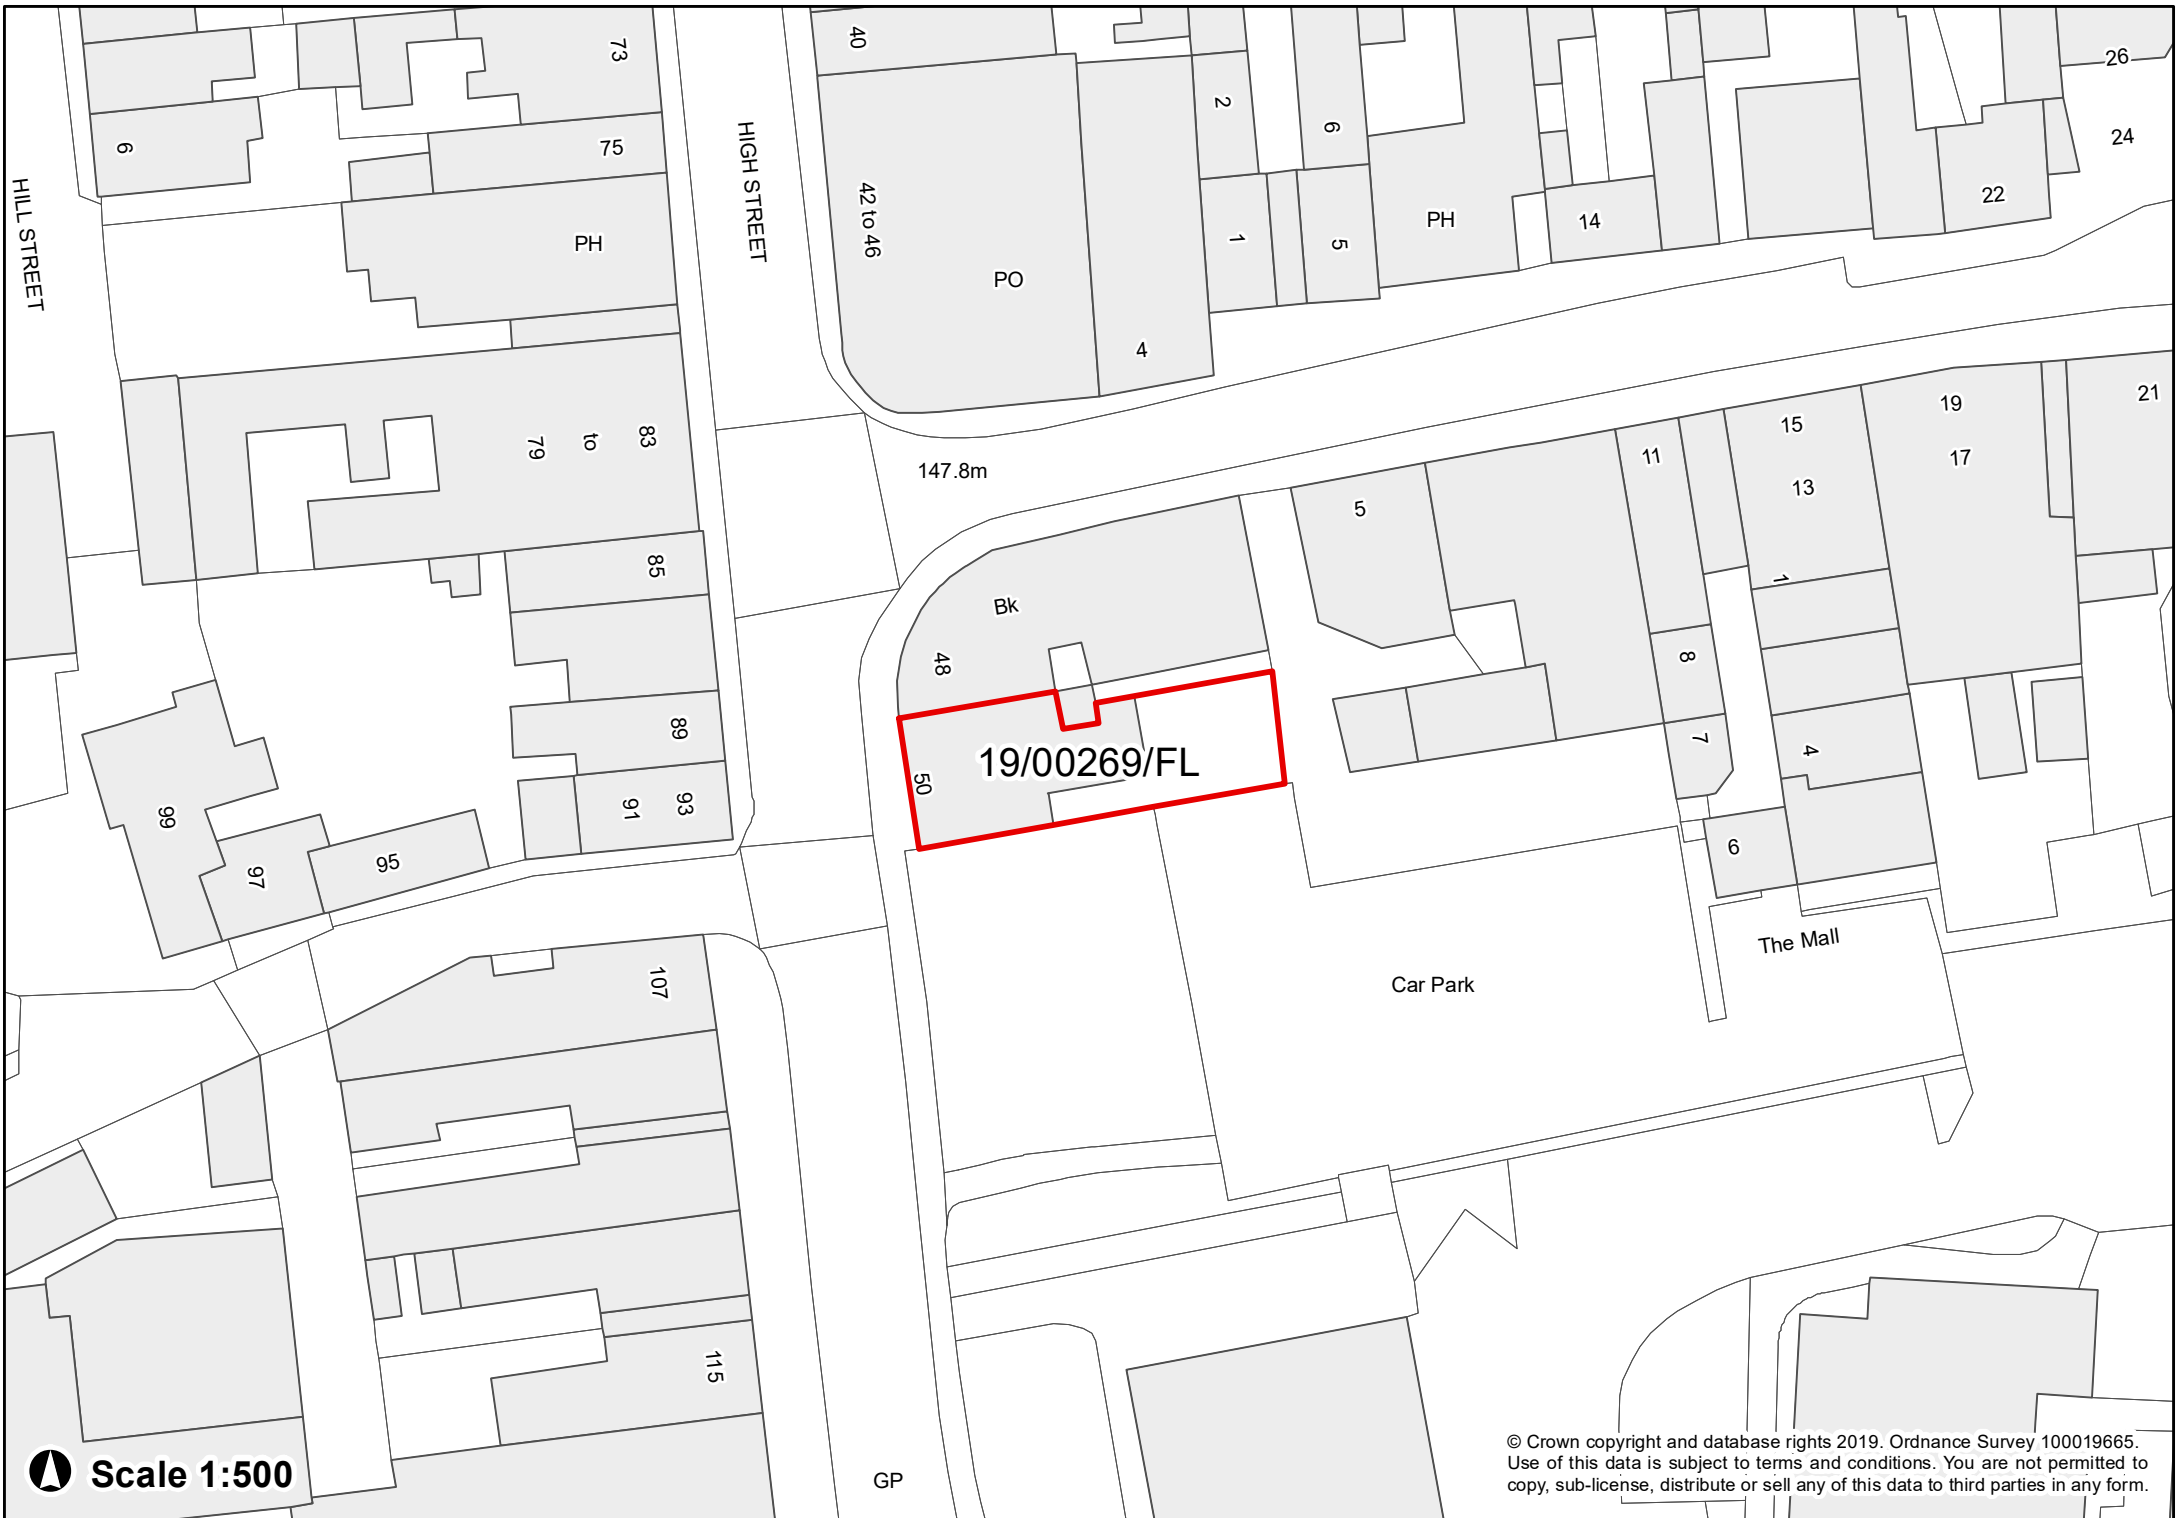 40
73
26
2
6
24
6
75
HIGH STREET
22
HILL STREET
42 to 46
PH
14
PH
1
5
PO
4
21
19
15
79 to 83
11
17
147.8m
13
5
85
1
Bk
48
8
89
7
4
19/00269/FL
50
91
93
99
6
95
97
The Mall
107
Car Park
115
© Crown copyright and database rights 2019. Ordnance Survey 100019665.
Use of this data is subject to terms and conditions. You are not permitted to
copy, sub-license, distribute or sell any of this data to third parties in any form.
Scale 1:500
GP